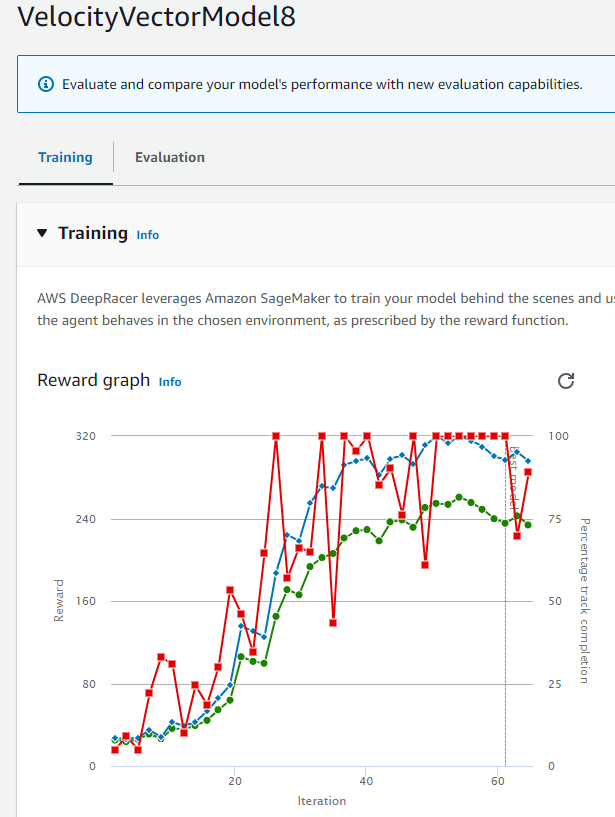 VelocityVectorModel8
Evaluate and compare your model's performance with new evaluation capabilities.
Training
Evaluation
Training Info
AWS DeepRacer leverages Amazon SageMaker to train your model behind the scenes and
the agent behaves in the chosen environment, as prescribed by the reward function.
Reward graph Info
320
240
160
80
0
Reward
100
75
50
25
0
Percentage track completion
Best model
20
40
60
Iteration